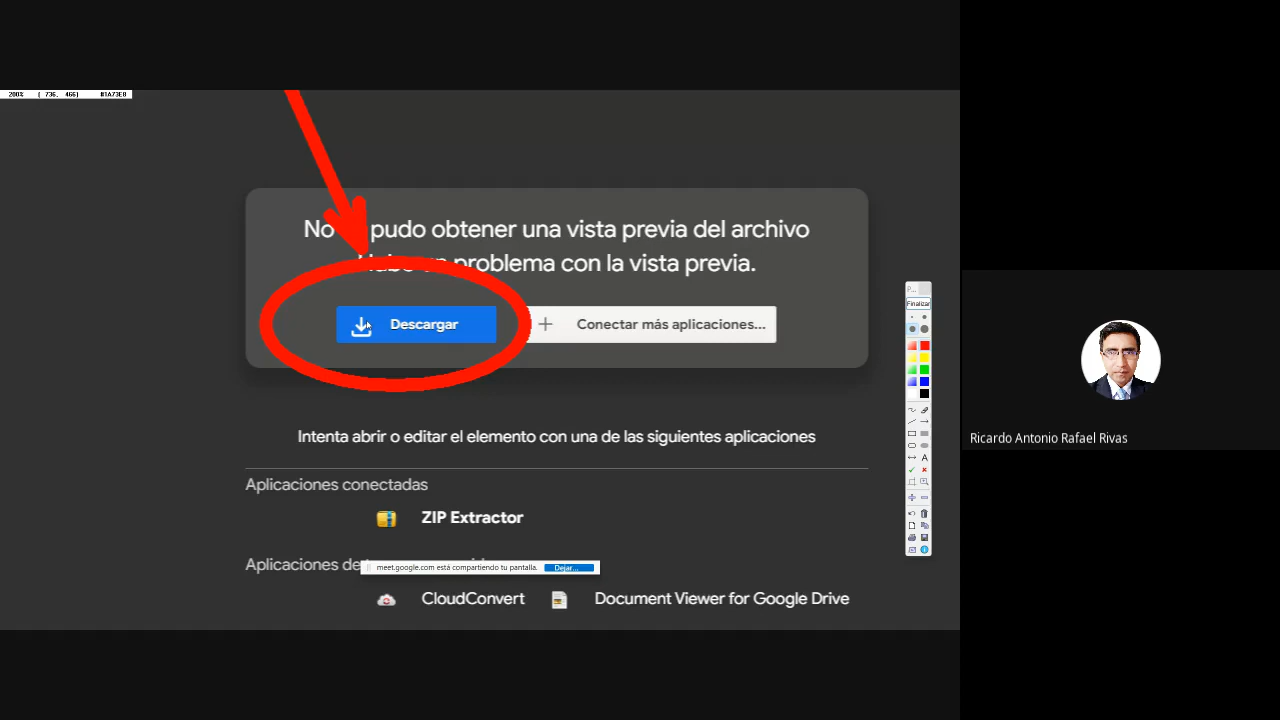 200% ( 736, 466) #1A73E8
No pudo obtener una vista previa del archivo
problema con la vista previa.
Descargar
Conectar más aplicaciones...
Finalizar
A
Intenta abrir o editar el elemento con una de las siguientes aplicaciones
Aplicaciones conectadas
ZIP Extractor
Aplicaciones de
meet.google.com está compartiendo tu pantalla.
Dejar...
CloudConvert
Document Viewer for Google Drive
Ricardo Antonio Rafael Rivas